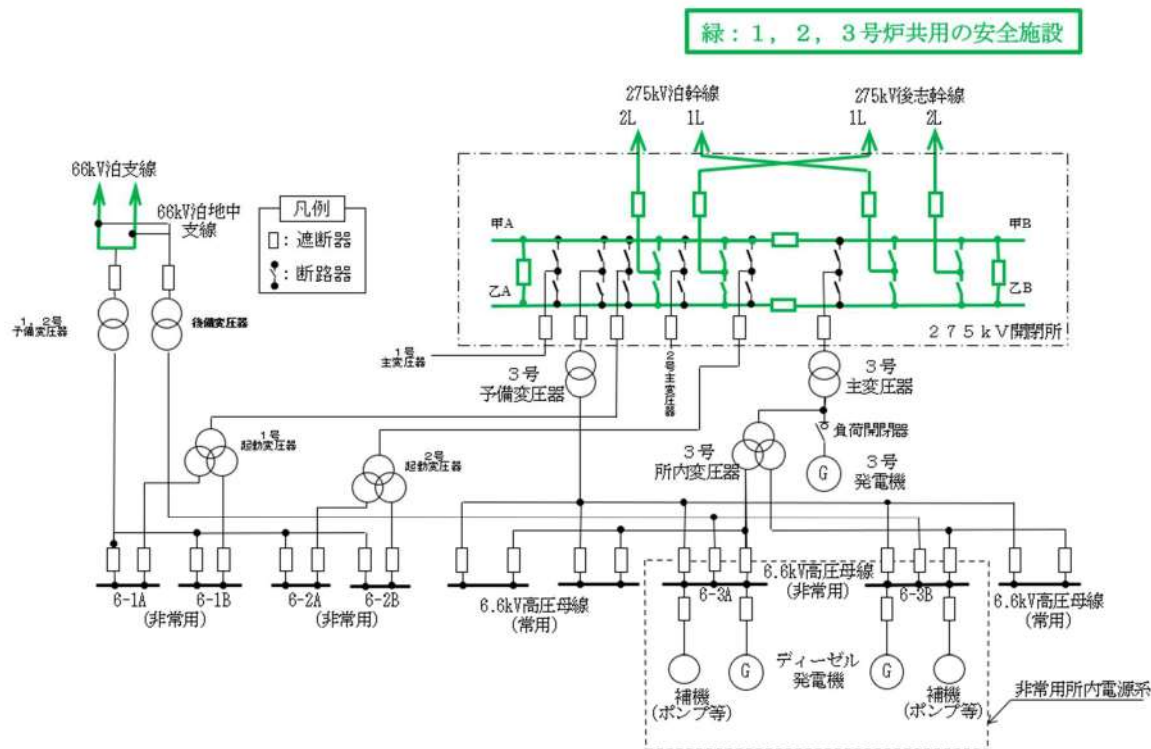 緑：１，２，３号炉共用の安全施設
275kV泊幹線
2L
1L
275kV後志幹線
1L
2L
66kV泊支線
66kV泊地中
支線
凡例
：遮断器
：断路器
甲A
甲B
乙A
乙B
２７５ｋＶ開閉所
１，２号
予備変圧器
後備変圧器
１号
主変圧器
３号
予備変圧器
２号主変圧器
３号
主変圧器
負荷開閉器
１号
起動変圧器
２号
起動変圧器
３号
所内変圧器
G
３号
発電機
6-1A
6-1B
(非常用)
6-2A
6-2B
(非常用)
6.6kV高圧母線
(常用)
6-3A
6.6kV高圧母線
(非常用)
6-3B
6.6kV高圧母線
(常用)
補機
(ポンプ等)
G
ディーゼル
発電機
G
補機
(ポンプ等)
非常用所内電源系